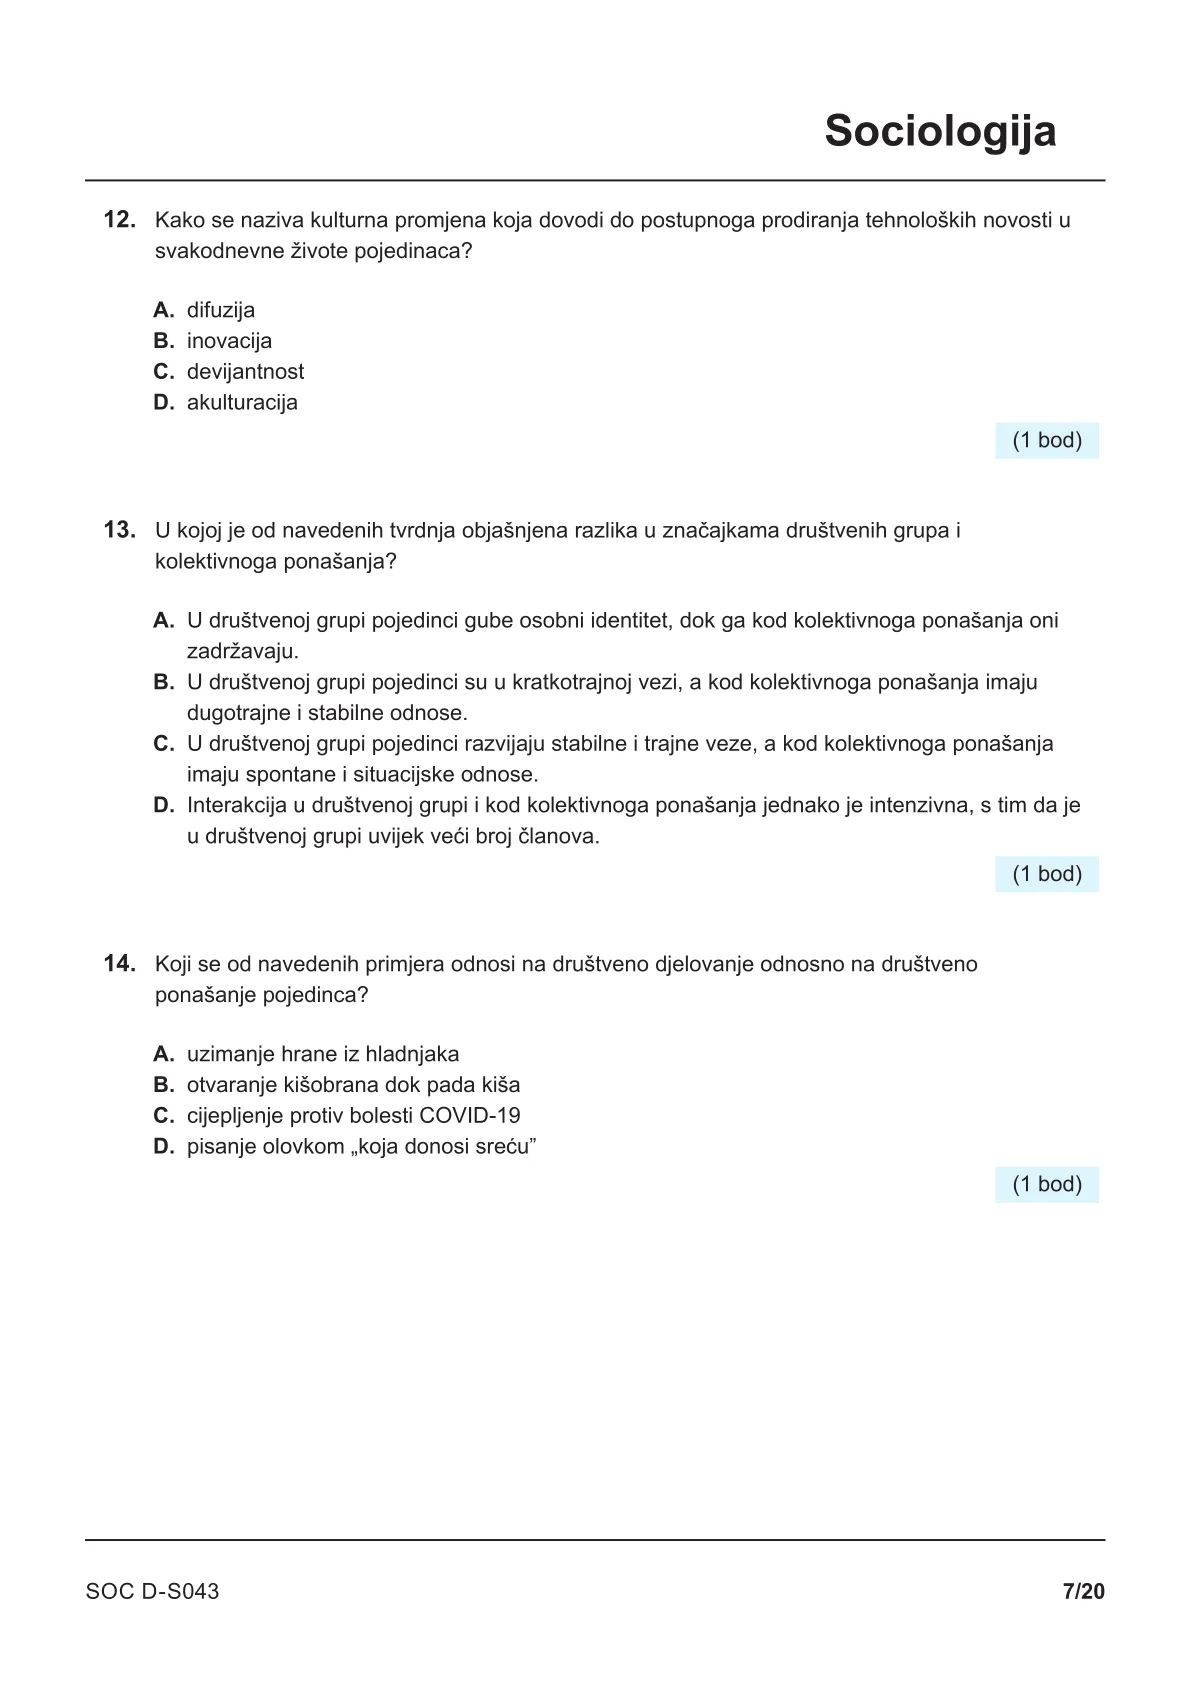 Sociologija
12. Kako se naziva kulturna promjena koja dovodi do postupnoga prodiranja tehnoloških novosti u
svakodnevne živote pojedinaca?
A. difuzija
B. inovacija
C. devijantnost
D. akulturacija
(1 bod)
13. U kojoj je od navedenih tvrdnja objašnjena razlika u značajkama društvenih grupa i
kolektivnoga ponašanja?
A. U društvenoj grupi pojedinci gube osobni identitet, dok ga kod kolektivnoga ponašanja oni
zadržavaju.
B. U društvenoj grupi pojedinci su u kratkotrajnoj vezi, a kod kolektivnoga ponašanja imaju
dugotrajne i stabilne odnose.
C. U društvenoj grupi pojedinci razvijaju stabilne i trajne veze, a kod kolektivnoga ponašanja
imaju spontane i situacijske odnose.
D. Interakcija u društvenoj grupi i kod kolektivnoga ponašanja jednako je intenzivna, s tim da je
u društvenoj grupi uvijek veći broj članova.
(1 bod)
14. Koji se od navedenih primjera odnosi na društveno djelovanje odnosno na društveno
ponašanje pojedinca?
A. uzimanje hrane iz hladnjaka
B. otvaranje kišobrana dok pada kiša
C. cijepljenje protiv bolesti COVID-19
D. pisanje olovkom „koja donosi sreću”
(1 bod)
SOC D-S043
7/20